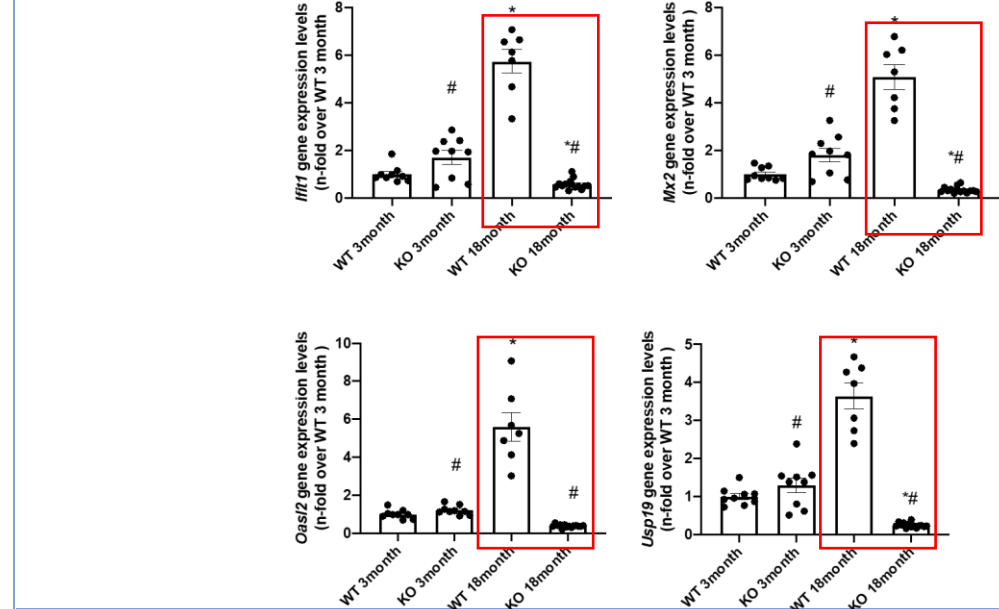 Ifit1 gene expression levels
(n-fold over WT 3 month )
8
6
4
2
0
#
*
*#
WT 3month
KO 3month
WT 18month
KO 18month
Mx2 gene expression levels
(n-fold over WT 3 month )
8
6
4
2
0
#
*
*#
WT 3month
KO 3month
WT 18month
KO 18month
Oasl2 gene expression levels
(n-fold over WT 3 month )
10
8
6
4
2
0
#
*
#
WT 3month
KO 3month
WT 18month
KO 18month
Usp19 gene expression levels
(n-fold over WT 3 month )
5
4
3
2
1
0
#
*
*#
WT 3month
KO 3month
WT 18month
KO 18month